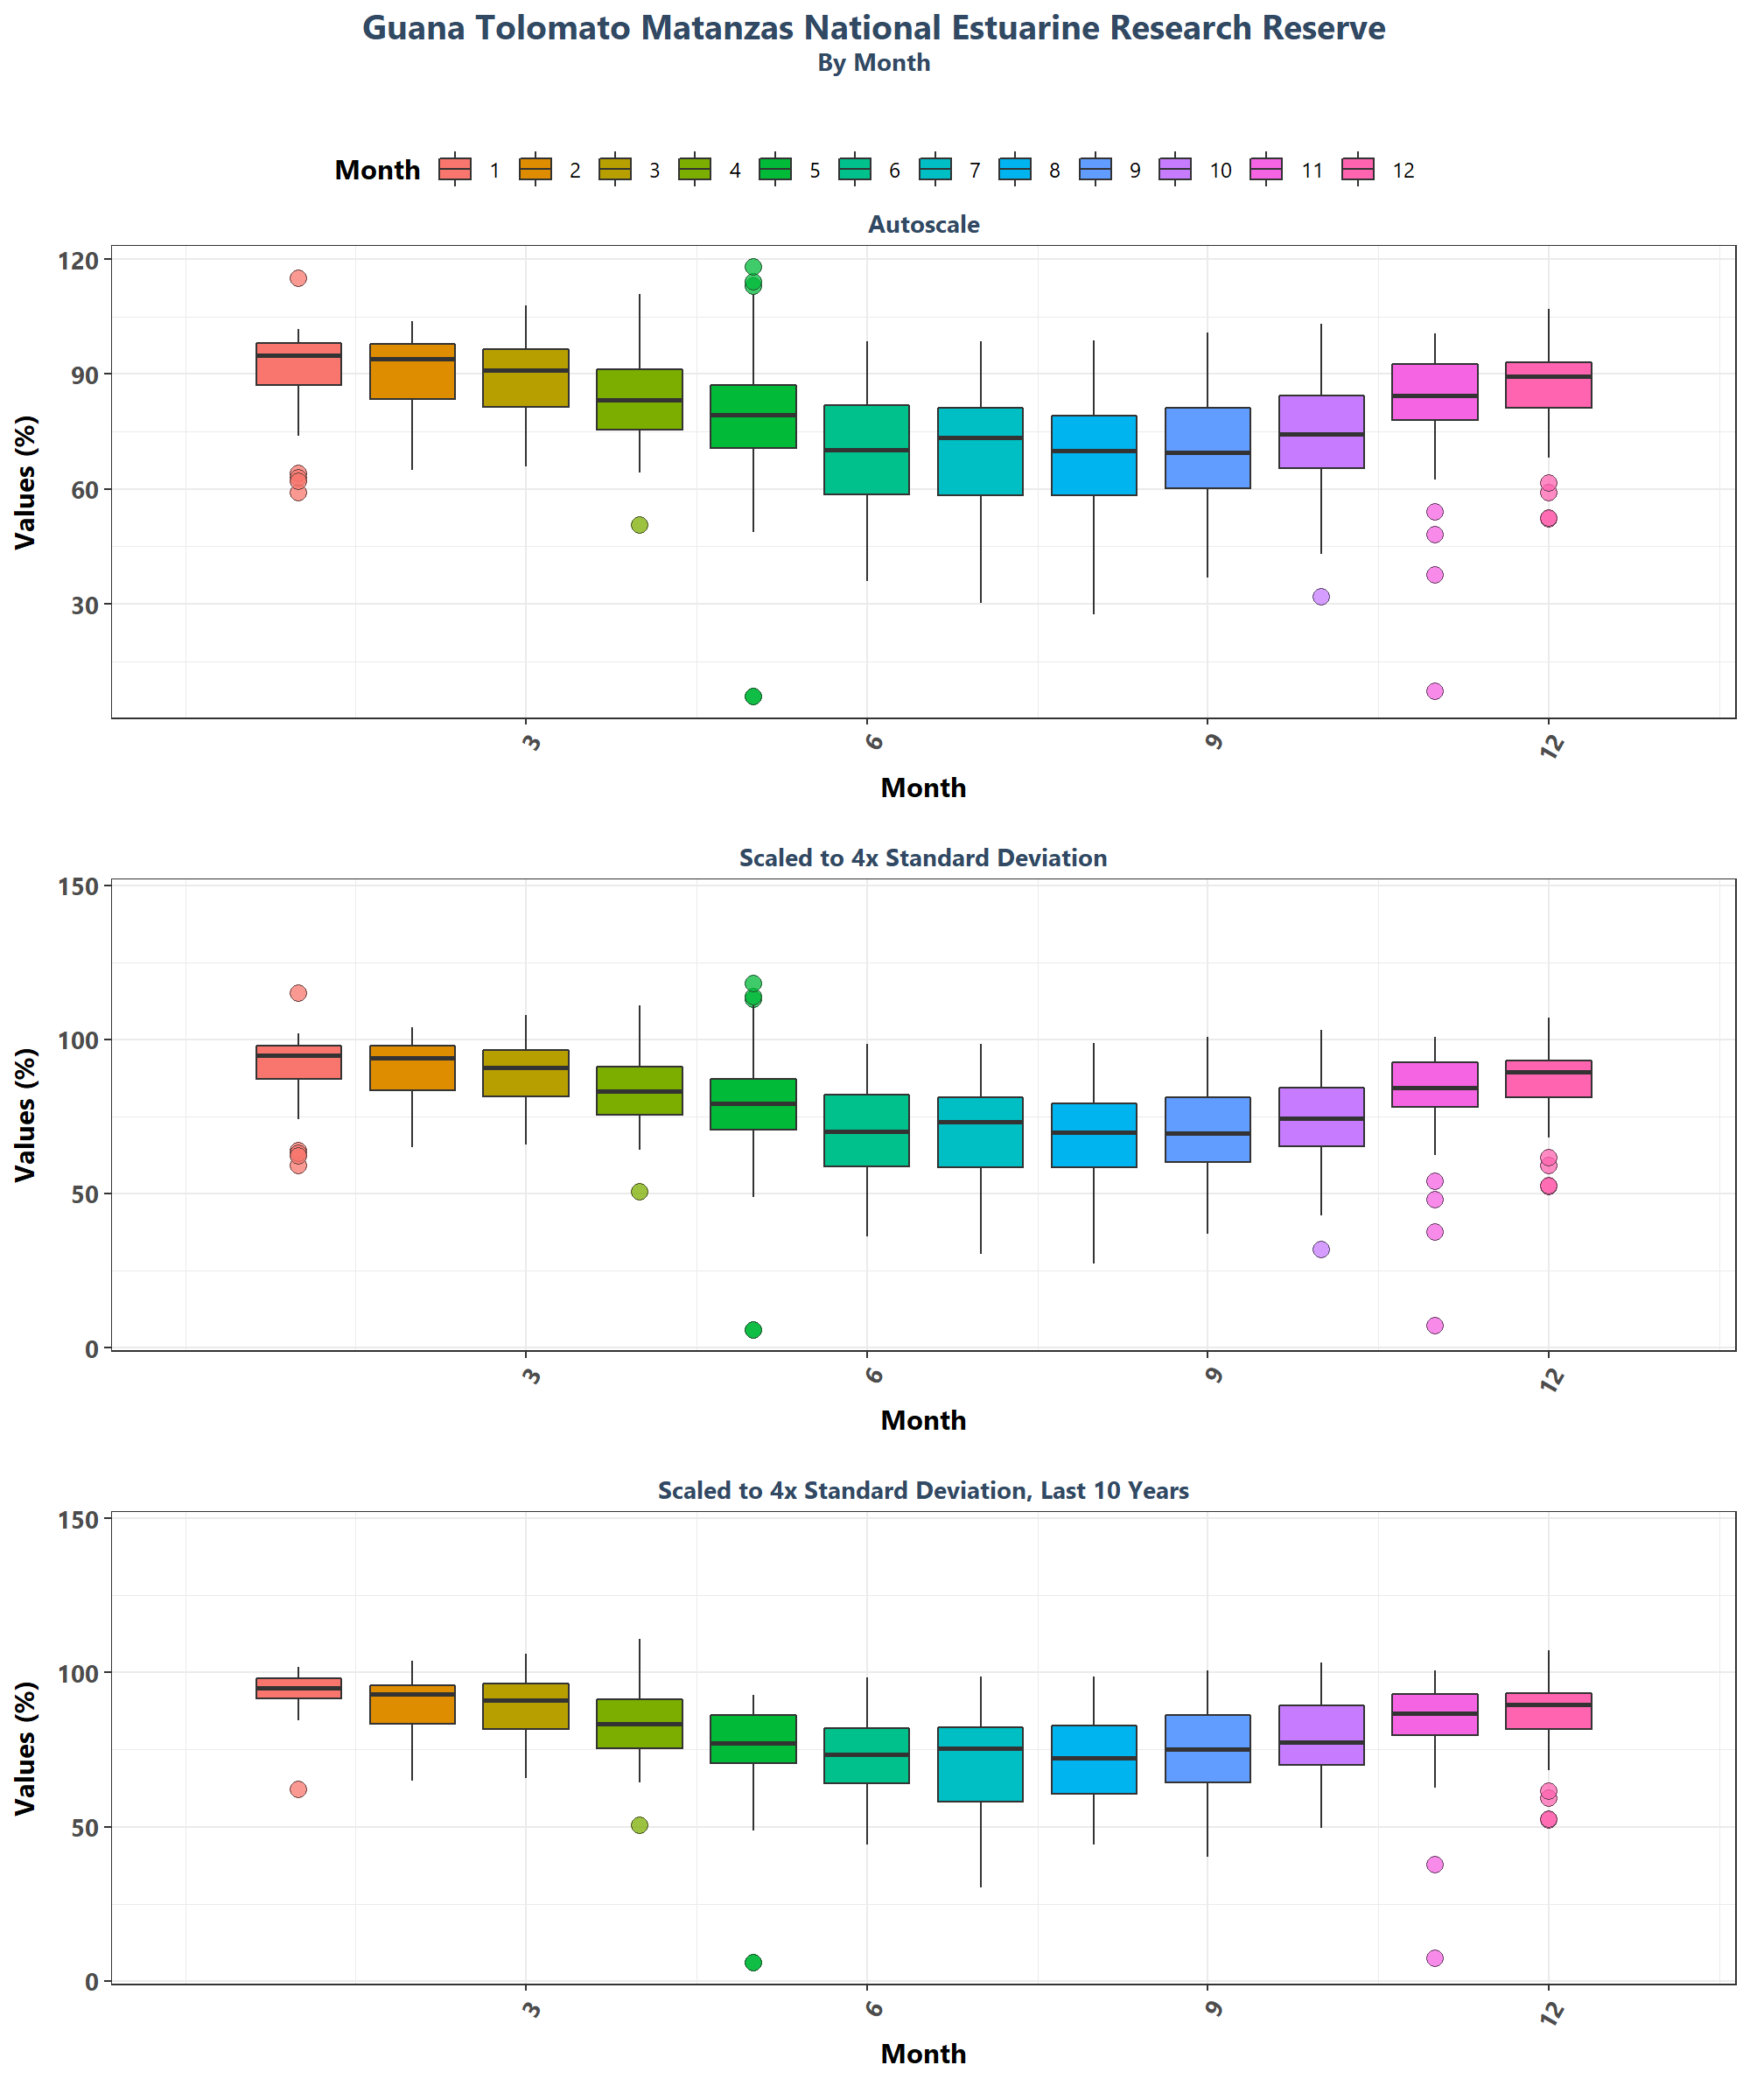 Guana Tolomato Matanzas National Estuarine Research Reserve
By Month
Month 1 2 3 4 5 6 7 8 9 10 11 12
Autoscale
120
90
60
30
Values (%)
3 6 9 12
Month
Scaled to 4x Standard Deviation
150
100
50
0
Values (%)
3 6 9 12
Month
Scaled to 4x Standard Deviation, Last 10 Years
150
100
50
0
Values (%)
3 6 9 12
Month